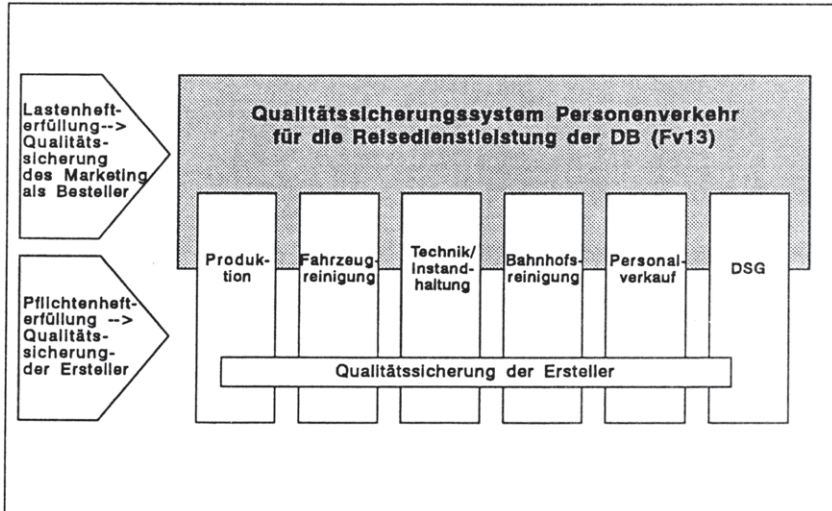 Lastenheft-
erfüllung-->
Qualitäts-
sicherung
des Marketing
als Besteller
Qualitätssicherungssystem Personenverkehr
für die Reisedienstleistung der DB (Fv13)
Pflichtenheft-
erfüllung -->
Qualitäts-
sicherung-
der Ersteller
Produk-
tion
Fahrzeug-
reinigung
Technik/
Instand-
haltung
Bahnhofs-
reinigung
Personal-
verkauf
DSG
Qualitätssicherung der Ersteller